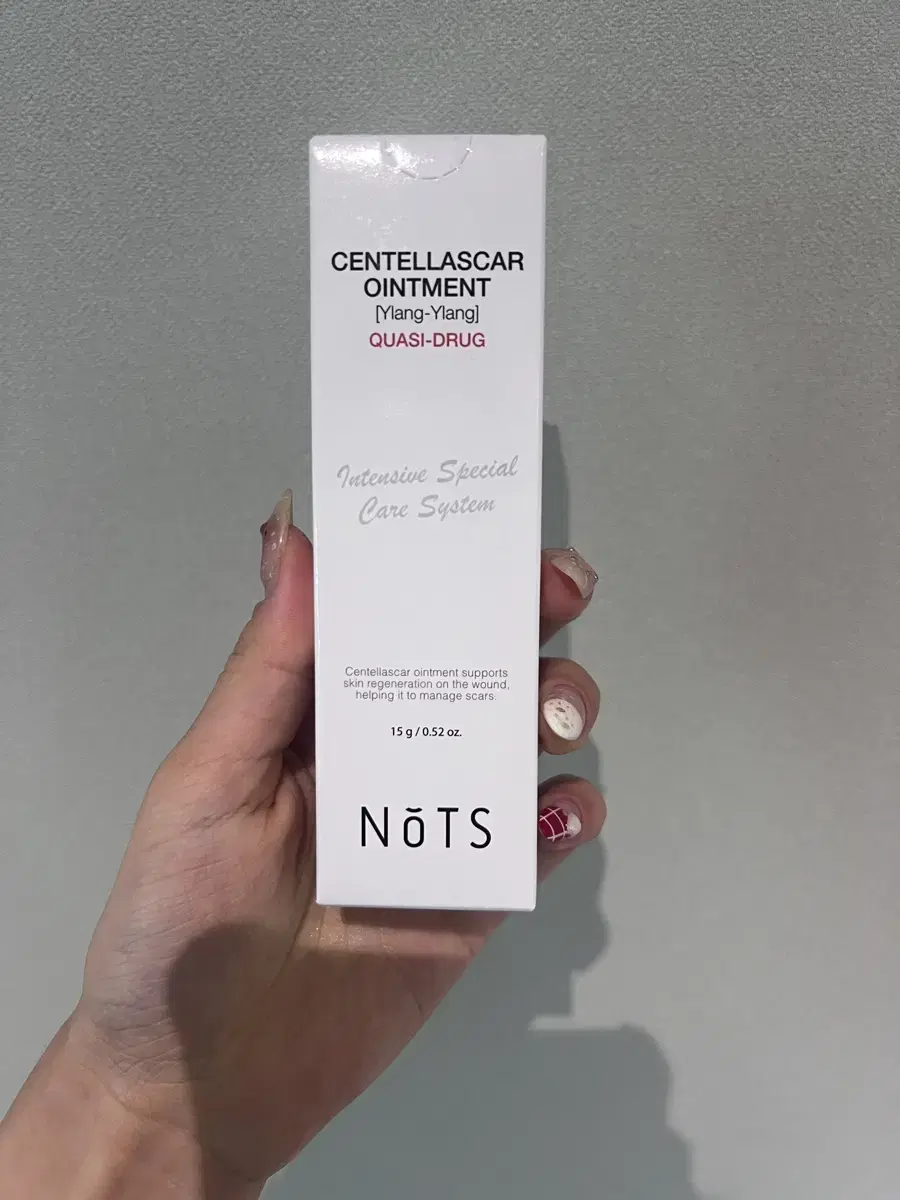 CENTELLASCAR
OINTMENT
[Ylang-Ylang]
QUASI-DRUG
Intensive Special
Care System
Centellascar ointment supports
skin regeneration on the wound,
helping it to manage scars.
15 g / 0.52 oz.
NŏTS